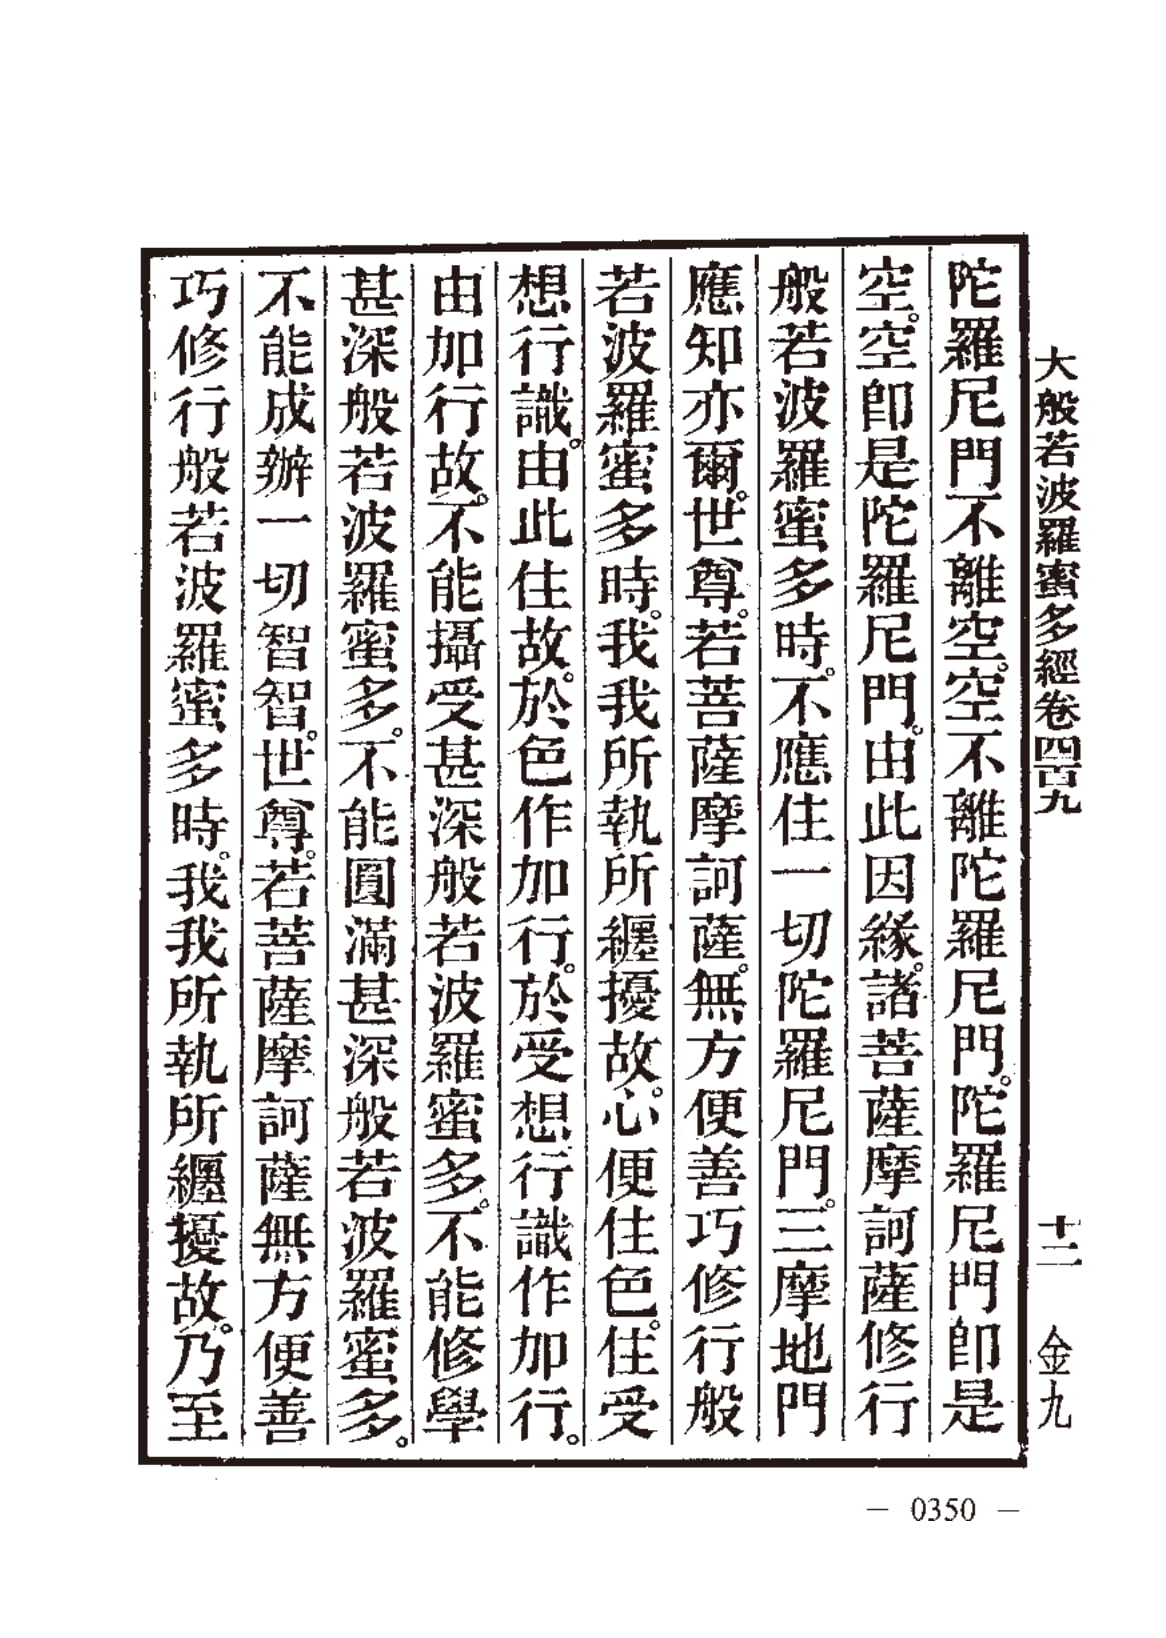 大般若波羅蜜多經卷四百九 十二 金九
陀羅尼門不離空。空不離陀羅尼門。陀羅尼門卽是
空。空卽是陀羅尼門。由此因緣。諸菩薩摩訶薩修行
般若波羅蜜多時。不應住一切陀羅尼門。三摩地門
應知亦爾。世尊。若菩薩摩訶薩。無方便善巧修行般
若波羅蜜多時。我我所執所纏擾故。心便住色。住受
想行識。由此住故。於色作加行。於受想行識作加行。
由加行故。不能攝受甚深般若波羅蜜多。不能修學
甚深般若波羅蜜多。不能圓滿甚深般若波羅蜜多。
不能成辦一切智智。世尊。若菩薩摩訶薩無方便善
巧修行般若波羅蜜多時。我我所執所纏擾故。乃至
— 0350 —